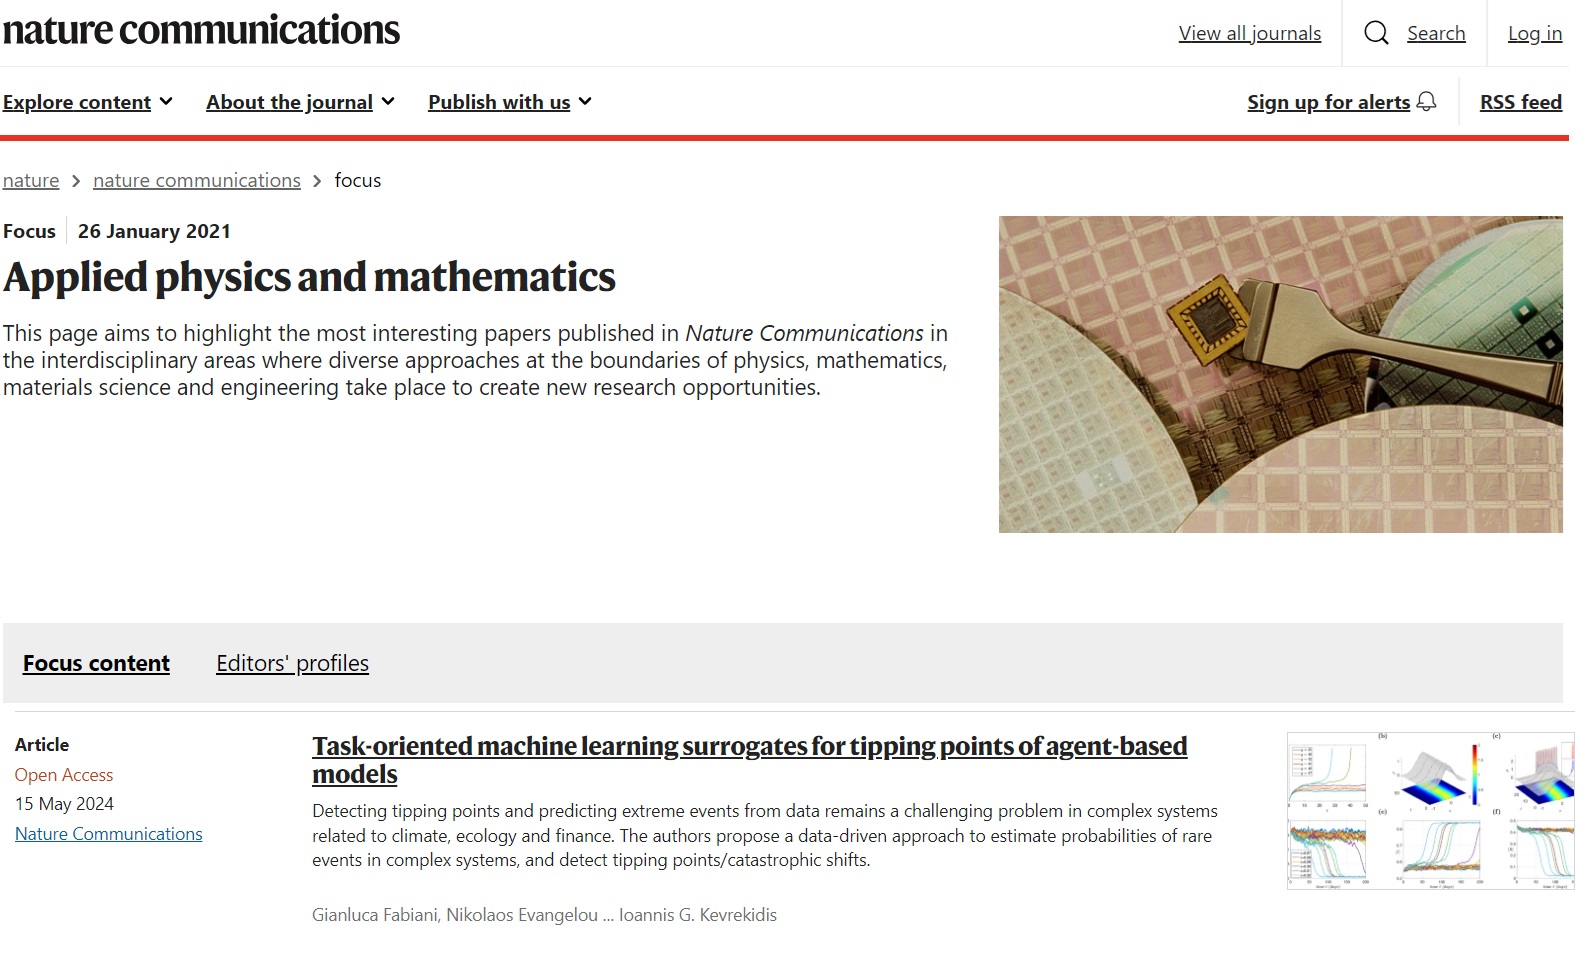 nature communications
View all journals
Search
Log in
Explore content
About the journal
Publish with us
Sign up for alerts
RSS feed
nature > nature communications > focus
Focus
26 January 2021
Applied physics and mathematics
This page aims to highlight the most interesting papers published in Nature Communications in
the interdisciplinary areas where diverse approaches at the boundaries of physics, mathematics,
materials science and engineering take place to create new research opportunities.
Focus content
Editors' profiles
Article
Open Access
15 May 2024
Nature Communications
Task-oriented machine learning surrogates for tipping points of agent-based
models
Detecting tipping points and predicting extreme events from data remains a challenging problem in complex systems
related to climate, ecology and finance. The authors propose a data-driven approach to estimate probabilities of rare
events in complex systems, and detect tipping points/catastrophic shifts.
Gianluca Fabiani, Nikolaos Evangelou ... Ioannis G. Kevrekidis
(b)
(c)
(e)
(f)